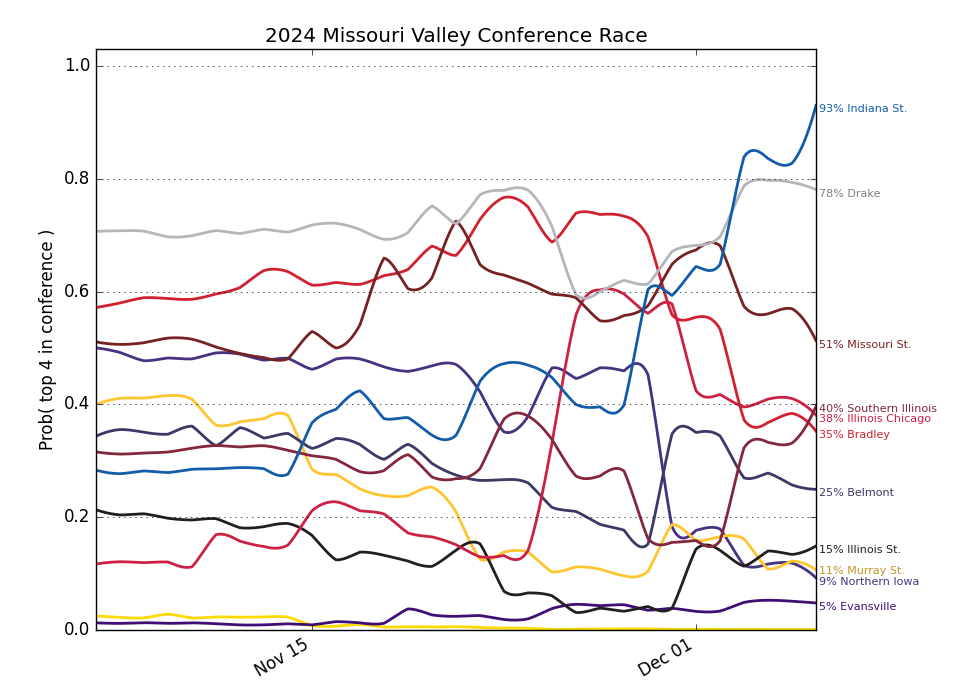 2024 Missouri Valley Conference Race
1.0
0.8
0.6
0.4
0.2
0.0
Prob( top 4 in conference )
Nov 15
Dec 01
93% Indiana St.
78% Drake
51% Missouri St.
40% Southern Illinois
38% Illinois Chicago
35% Bradley
25% Belmont
15% Illinois St.
11% Murray St.
9% Northern Iowa
5% Evansville